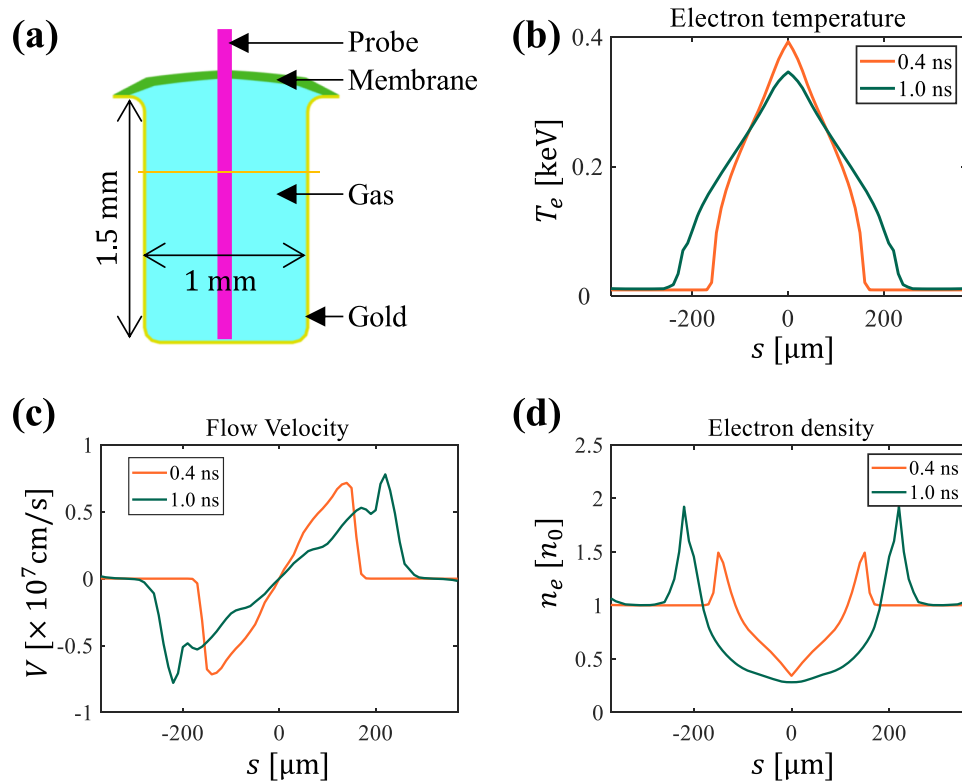 (a)
Probe
Membrane
Gas
Gold
1.5 mm
1 mm
(b)
Electron temperature
0.4 ns
1.0 ns
0.4
0.2
0
-200
0
200
T_e [keV]
s [μm]
(c)
Flow Velocity
0.4 ns
1.0 ns
1
0.5
0
-0.5
-1
-200
0
200
V [× 10⁷cm/s]
s [μm]
(d)
Electron density
0.4 ns
1.0 ns
2.5
2
1.5
1
0.5
0
-200
0
200
n_e [n_0]
s [μm]